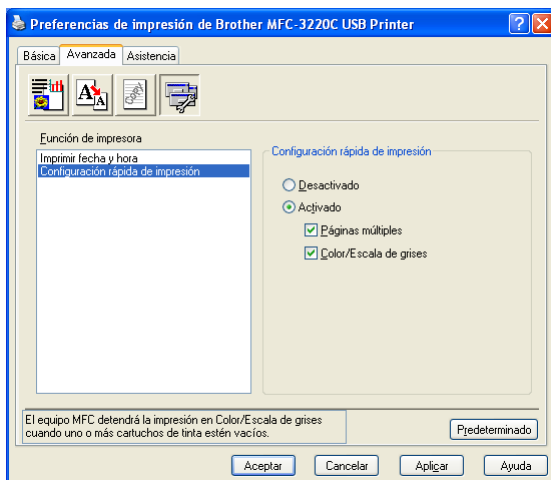 Preferencias de impresión de Brother MFC-3220C USB Printer
Básica Avanzada Asistencia
Función de impresora
Imprimir fecha y hora
Configuración rápida de impresión
Configuración rápida de impresión
Desactivado
Activado
Páginas múltiples
Color/Escala de grises
El equipo MFC detendrá la impresión en Color/Escala de grises
cuando uno o más cartuchos de tinta estén vacíos.
Predeterminado
Aceptar Cancelar Aplicar Ayuda